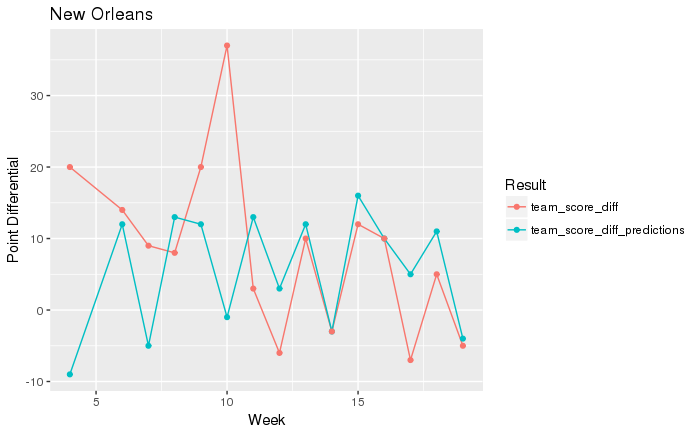 New Orleans
Point Differential
30
20
10
0
-10
5
10
15
Week
Result
team_score_diff
team_score_diff_predictions